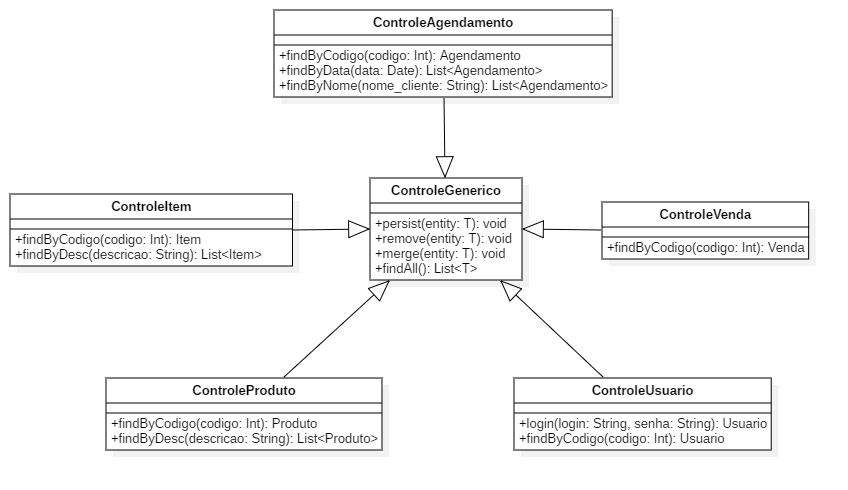 ControleAgendamento
+findByCodigo(codigo: Int): Agendamento
+findByData(data: Date): List<Agendamento>
+findByNome(nome_cliente: String): List<Agendamento>
ControleItem
+findByCodigo(codigo: Int): Item
+findByDesc(descricao: String): List<Item>
ControleGenerico
+persist(entity: T): void
+remove(entity: T): void
+merge(entity: T): void
+findAll(): List<T>
ControleVenda
+findByCodigo(codigo: Int): Venda
ControleProduto
+findByCodigo(codigo: Int): Produto
+findByDesc(descricao: String): List<Produto>
ControleUsuario
+login(login: String, senha: String): Usuario
+findByCodigo(codigo: Int): Usuario